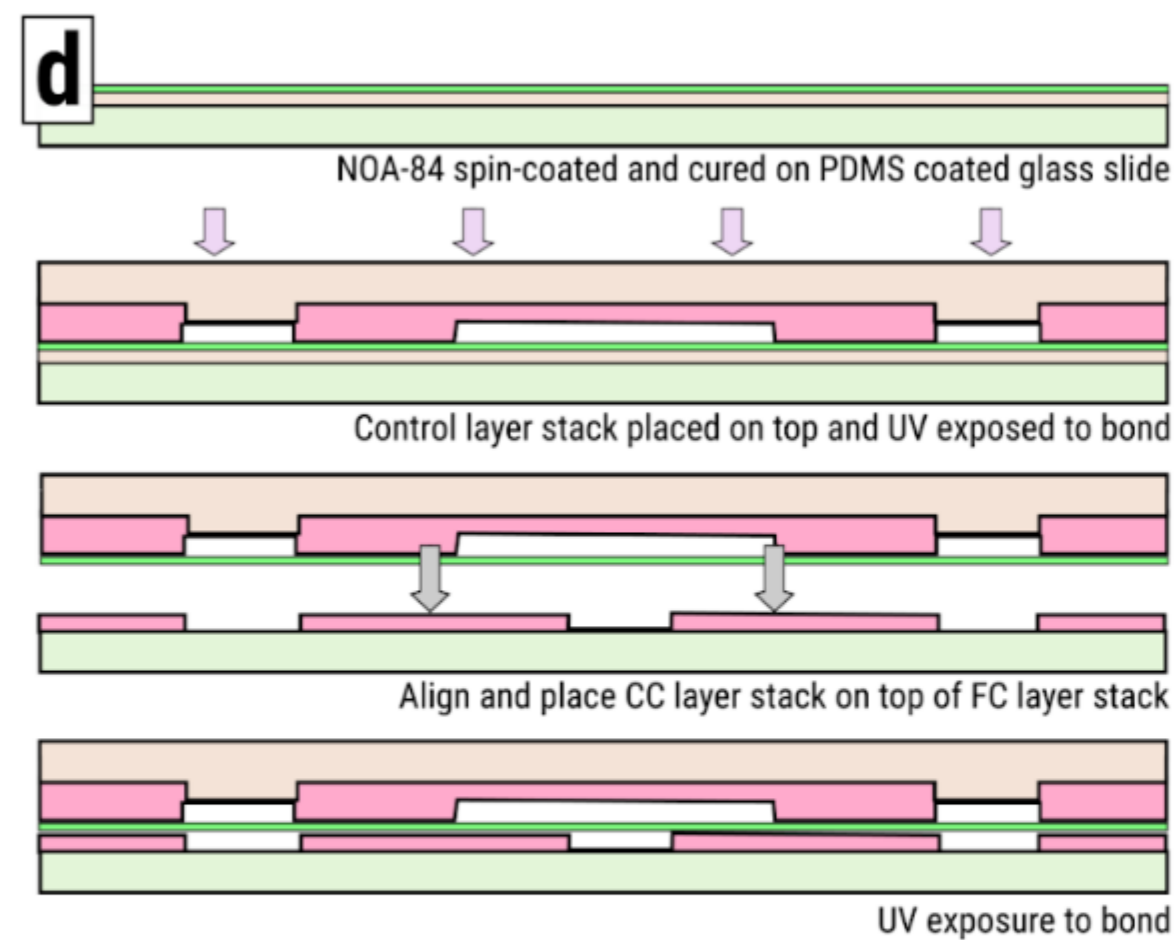 d
NOA-84 spin-coated and cured on PDMS coated glass slide
Control layer stack placed on top and UV exposed to bond
Align and place CC layer stack on top of FC layer stack
UV exposure to bond